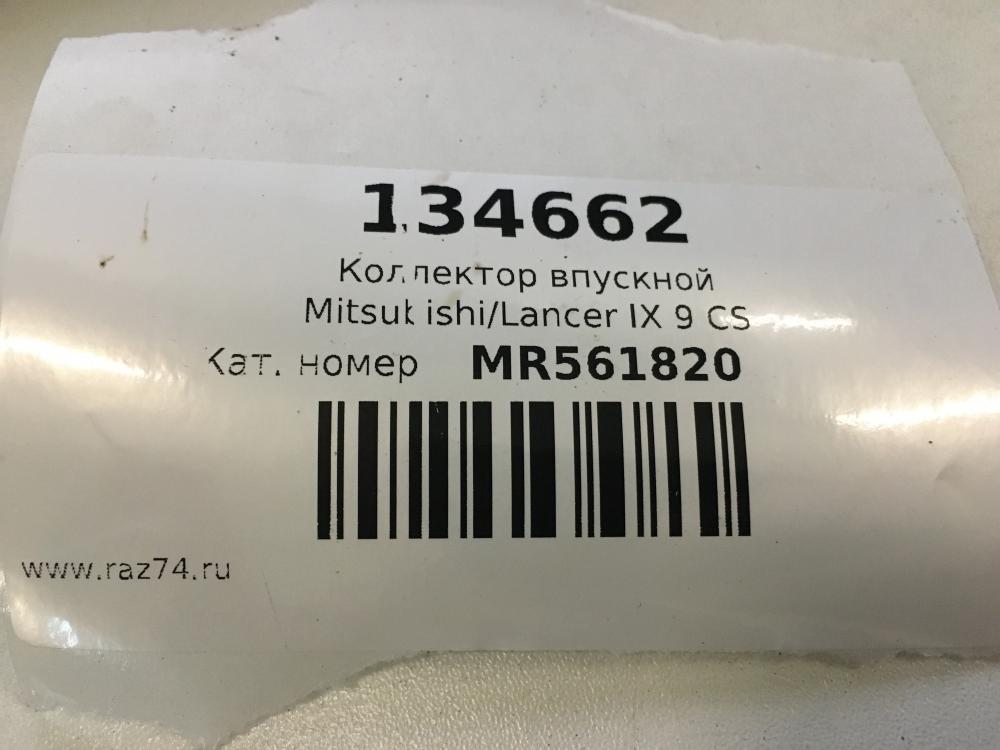 134662
Коллектор впускной
Mitsubishi/Lancer IX 9 CS
Кат. номер MR561820
www.raz74.ru